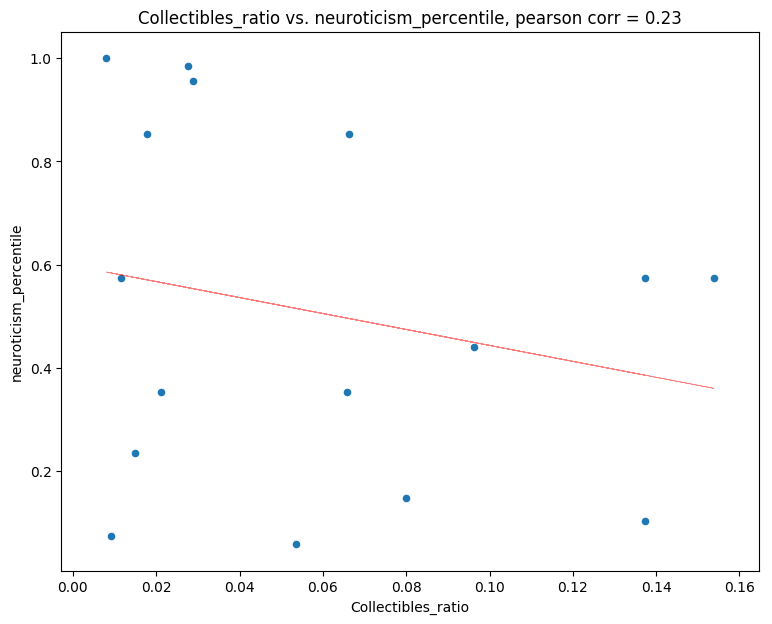 Collectibles_ratio vs. neuroticism_percentile, pearson corr = 0.23
1.0
0.8
0.6
0.4
0.2
neuroticism_percentile
0.00 0.02 0.04 0.06 0.08 0.10 0.12 0.14 0.16
Collectibles_ratio